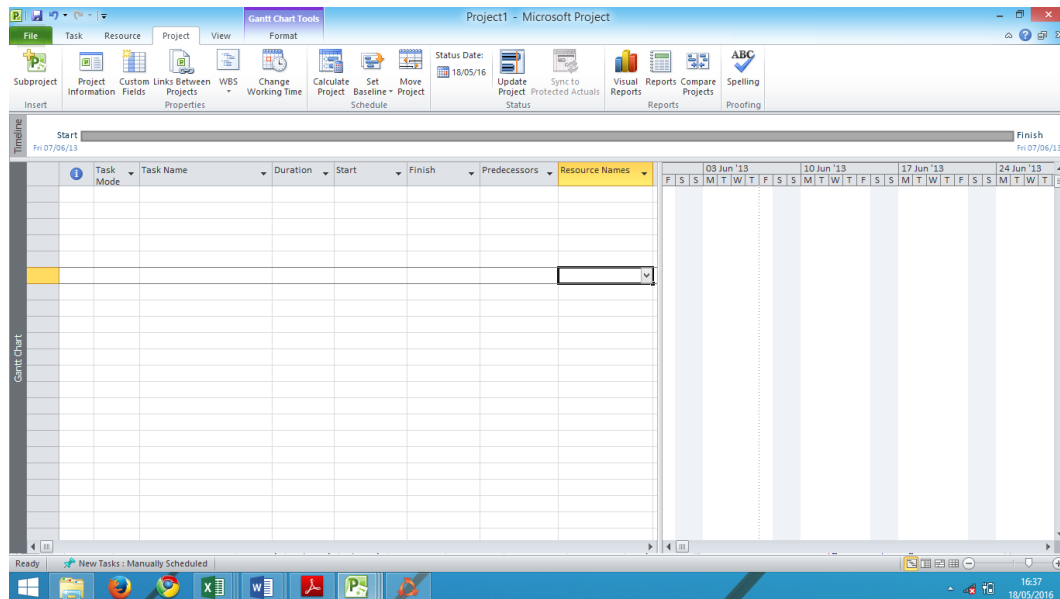 Gantt Chart Tools
Project1 - Microsoft Project
File Task Resource Project View Format
Subproject
Project Information
Custom Fields
Links Between Projects
WBS
Change Working Time
Calculate Project
Set Baseline
Move Project
Status Date:
18/05/16
Update Project
Sync to Protected Actuals
Visual Reports
Reports
Compare Projects
ABC
Spelling
Insert Properties Schedule Status Reports Proofing
Timeline
Start
Fri 07/06/13
Finish
Fri 07/06/13
Task Mode
Task Name
Duration
Start
Finish
Predecessors
Resource Names
03 Jun '13 10 Jun '13 17 Jun '13 24 Jun '13
F S S M T W T F S S M T W T F S S M T W T F S S M T W T
Gantt Chart
Ready New Tasks : Manually Scheduled
16:37
18/05/2016